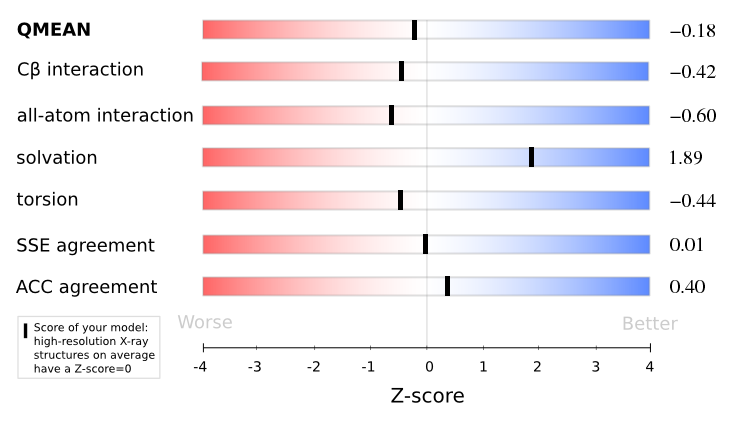 QMEAN −0.18
Cβ interaction −0.42
all-atom interaction −0.60
solvation 1.89
torsion −0.44
SSE agreement 0.01
ACC agreement 0.40
Worse Better
Score of your model:
high-resolution X-ray
structures on average
have a Z-score=0
-4 -3 -2 -1 0 1 2 3 4
Z-score